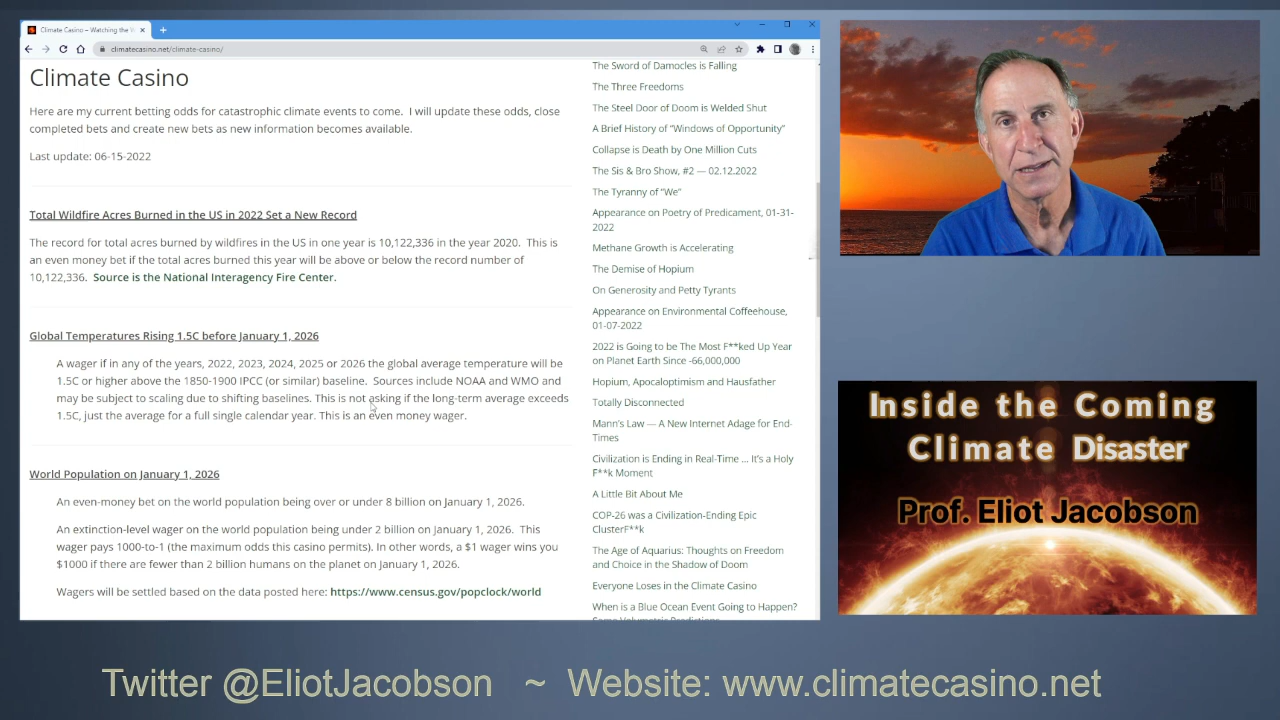 Climate Casino – Watching the W
climatecasino.net/climate-casino/
Climate Casino
Here are my current betting odds for catastrophic climate events to come. I will update these odds, close
completed bets and create new bets as new information becomes available.
Last update: 06-15-2022
Total Wildfire Acres Burned in the US in 2022 Set a New Record
The record for total acres burned by wildfires in the US in one year is 10,122,336 in the year 2020. This is
an even money bet if the total acres burned this year will be above or below the record number of
10,122,336. Source is the National Interagency Fire Center.
Global Temperatures Rising 1.5C before January 1, 2026
A wager if in any of the years, 2022, 2023, 2024, 2025 or 2026 the global average temperature will be
1.5C or higher above the 1850-1900 IPCC (or similar) baseline. Sources include NOAA and WMO and
may be subject to scaling due to shifting baselines. This is not asking if the long-term average exceeds
1.5C, just the average for a full single calendar year. This is an even money wager.
World Population on January 1, 2026
An even-money bet on the world population being over or under 8 billion on January 1, 2026.
An extinction-level wager on the world population being under 2 billion on January 1, 2026. This
wager pays 1000-to-1 (the maximum odds this casino permits). In other words, a $1 wager wins you
$1000 if there are fewer than 2 billion humans on the planet on January 1, 2026.
Wagers will be settled based on the data posted here: https://www.census.gov/popclock/world
The Sword of Damocles is Falling
The Three Freedoms
The Steel Door of Doom is Welded Shut
A Brief History of "Windows of Opportunity"
Collapse is Death by One Million Cuts
The Sis & Bro Show, #2 — 02.12.2022
The Tyranny of "We"
Appearance on Poetry of Predicament, 01-31-
2022
Methane Growth is Accelerating
The Demise of Hopium
On Generosity and Petty Tyrants
Appearance on Environmental Coffeehouse,
01-07-2022
2022 is Going to be The Most F**ked Up Year
on Planet Earth Since -66,000,000
Hopium, Apocaloptimism and Hausfather
Totally Disconnected
Mann's Law — A New Internet Adage for End-
Times
Civilization is Ending in Real-Time ... It's a Holy
F**k Moment
A Little Bit About Me
COP-26 was a Civilization-Ending Epic
ClusterF**k
The Age of Aquarius: Thoughts on Freedom
and Choice in the Shadow of Doom
Everyone Loses in the Climate Casino
When is a Blue Ocean Event Going to Happen?
Some Volumetric Predictions
Inside the Coming
Climate Disaster
Prof. Eliot Jacobson
Twitter @EliotJacobson ~ Website: www.climatecasino.net